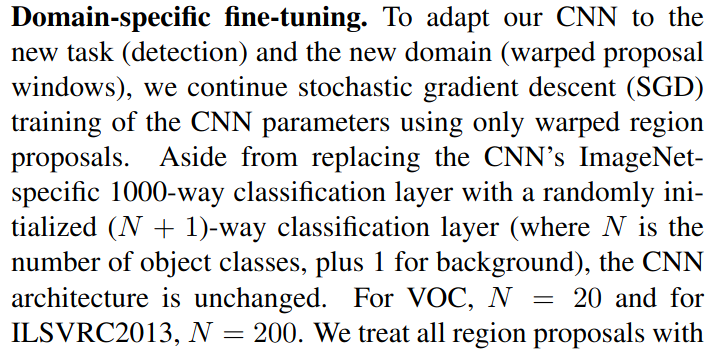 Domain-specific fine-tuning. To adapt our CNN to the
new task (detection) and the new domain (warped proposal
windows), we continue stochastic gradient descent (SGD)
training of the CNN parameters using only warped region
proposals. Aside from replacing the CNN's ImageNet-
specific 1000-way classification layer with a randomly ini-
tialized (N + 1)-way classification layer (where N is the
number of object classes, plus 1 for background), the CNN
architecture is unchanged. For VOC, N = 20 and for
ILSVRC2013, N = 200. We treat all region proposals with